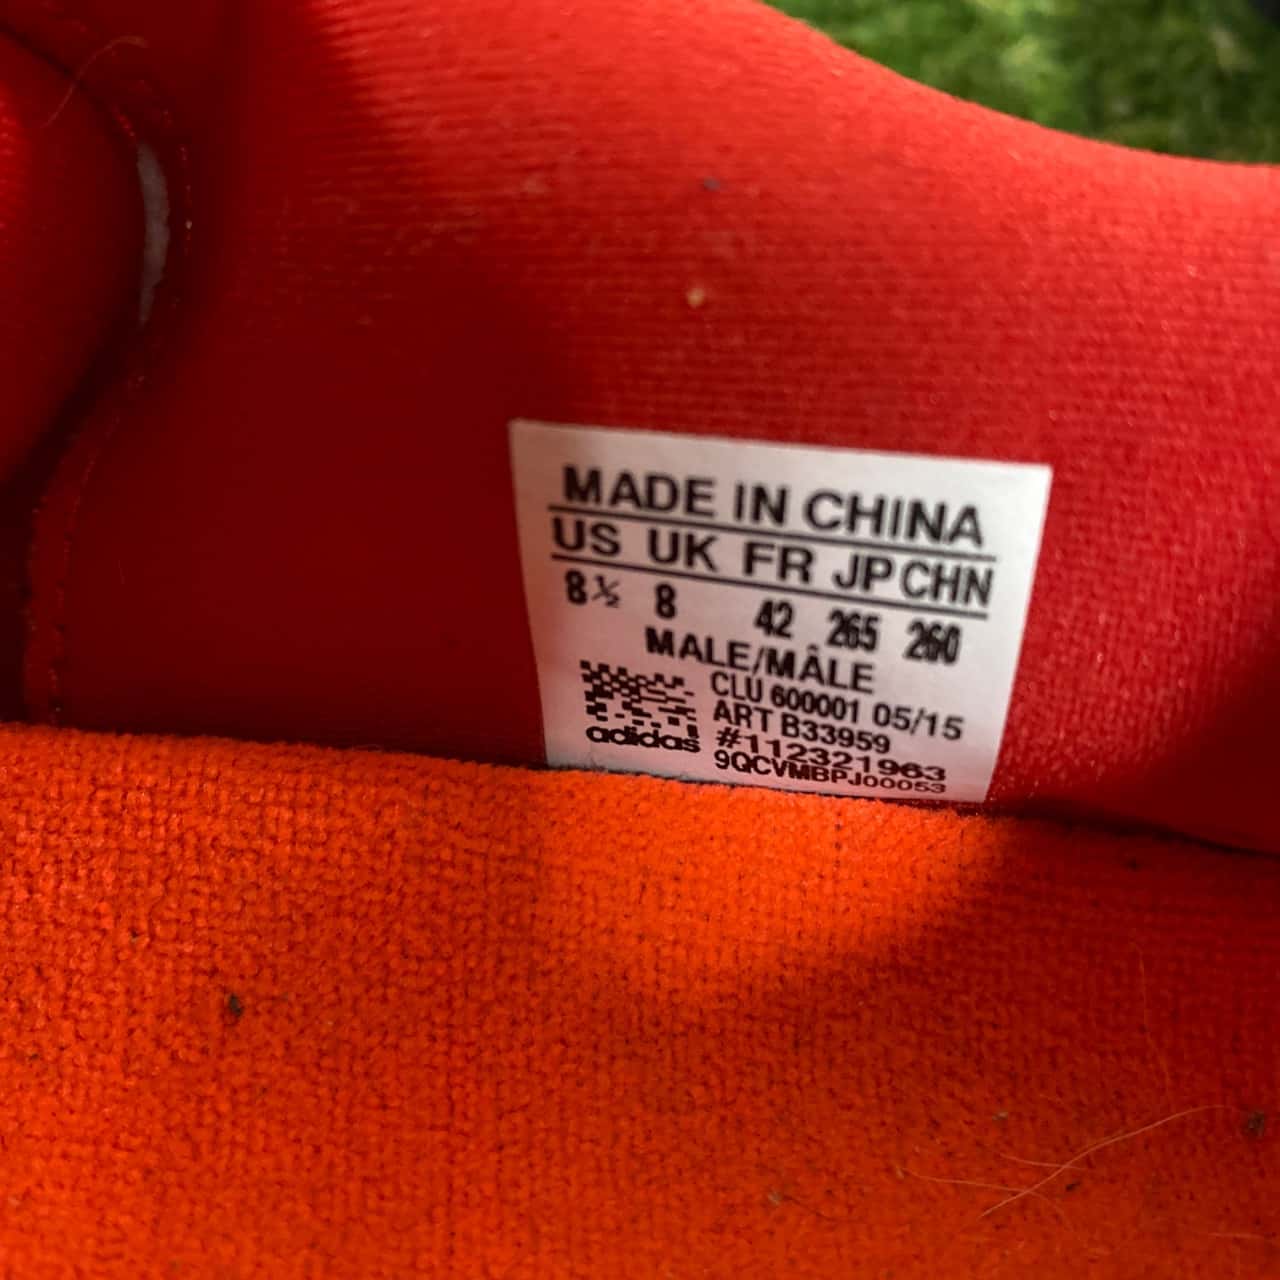 MADE IN CHINA
US UK FR JP CHN
8½ 8 42 265 260
MALE/MÂLE
CLU 600001 05/15
ART B33959
#112321963
9QCVMBPJ00053
adidas